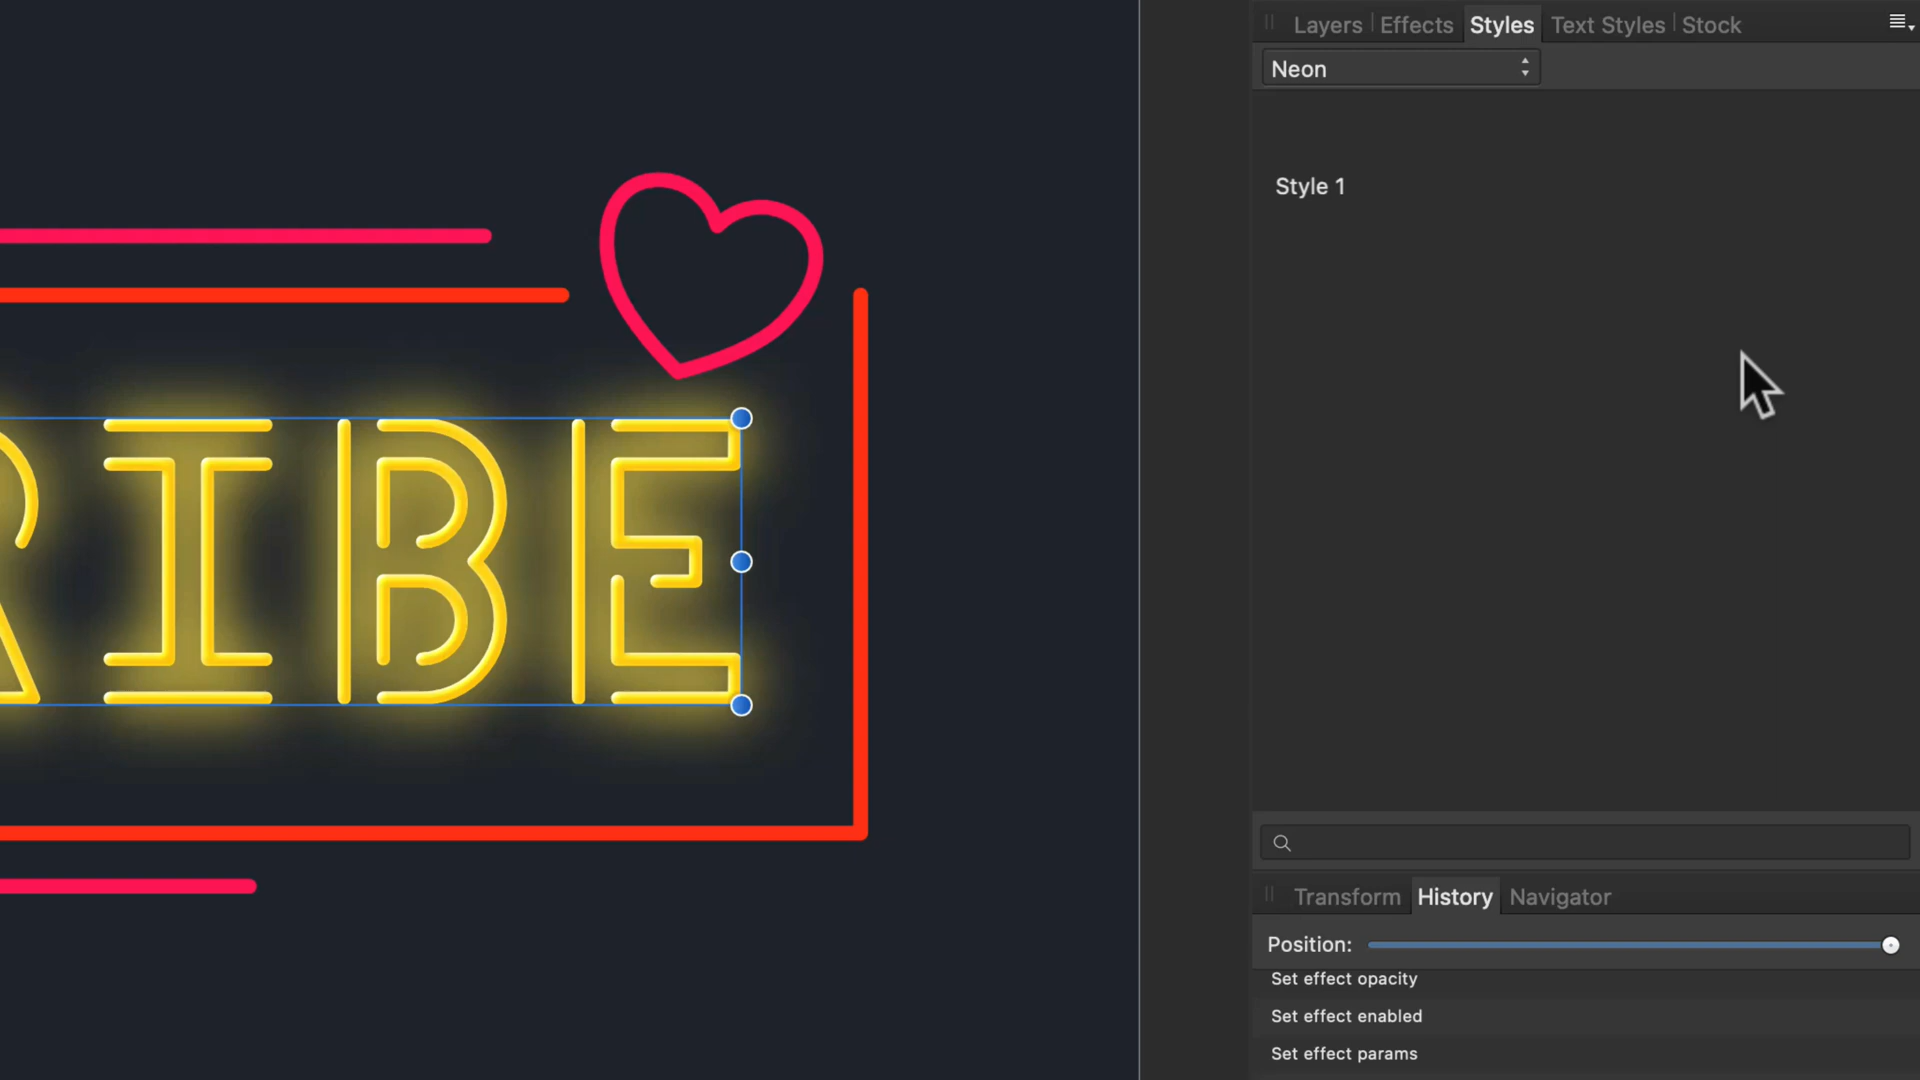 Layers Effects Styles Text Styles Stock
Neon
Style 1
RIBE
Transform History Navigator
Position:
Set effect opacity
Set effect enabled
Set effect params